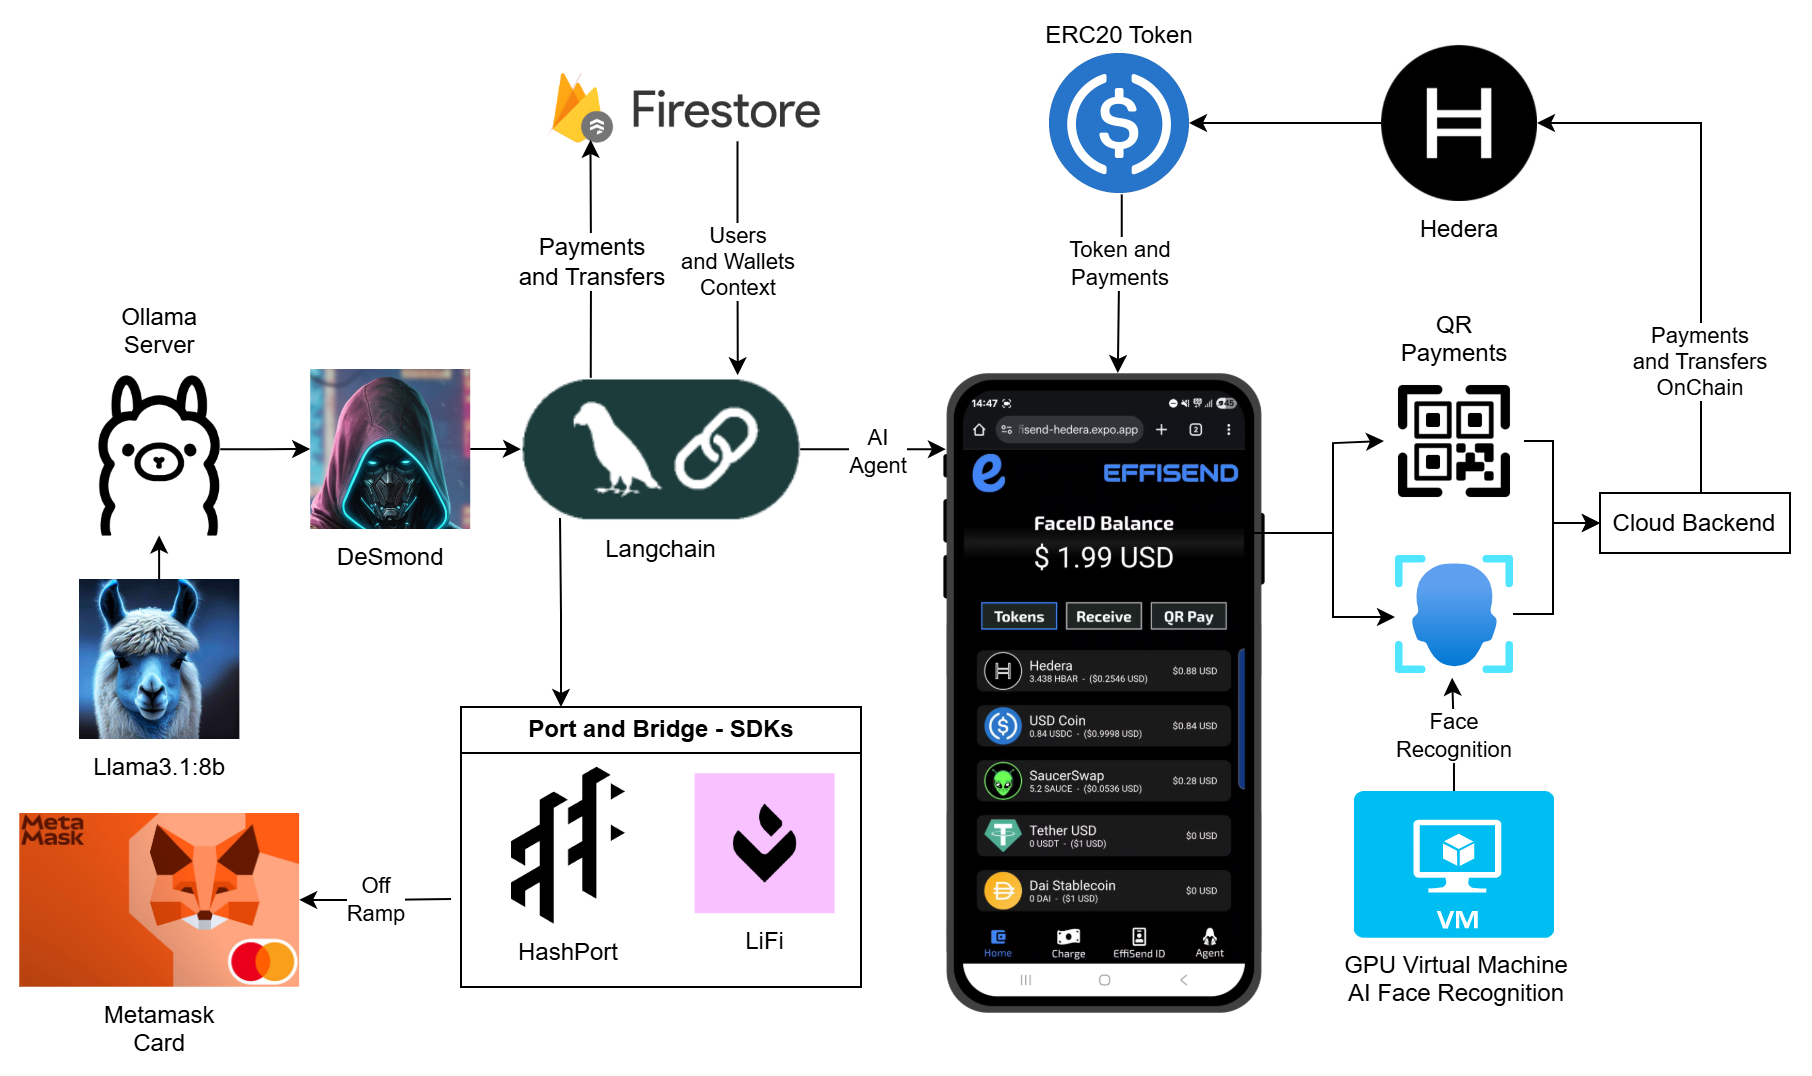 ERC20 Token
Firestore
Hedera
Payments
and Transfers
Users
and Wallets
Context
Token and
Payments
Ollama
Server
QR
Payments
Payments
and Transfers
OnChain
DeSmond
Langchain
AI
Agent
Cloud Backend
Llama3.1:8b
14:47
45
isend-hedera.expo.app
2
e
EFFISEND
FaceID Balance
$ 1.99 USD
Tokens
Receive
QR Pay
Hedera
3.438 HBAR - ($0.2546 USD)
$0.88 USD
USD Coin
0.84 USDC - ($0.9998 USD)
$0.84 USD
SaucerSwap
5.2 SAUCE - ($0.0536 USD)
$0.28 USD
Tether USD
0 USDT - ($1 USD)
$0 USD
Dai Stablecoin
0 DAI - ($1 USD)
$0 USD
Home
Charge
EffiSend ID
Agent
Face
Recognition
VM
GPU Virtual Machine
AI Face Recognition
Port and Bridge - SDKs
HashPort
LiFi
Off
Ramp
Meta
Mask
Metamask
Card